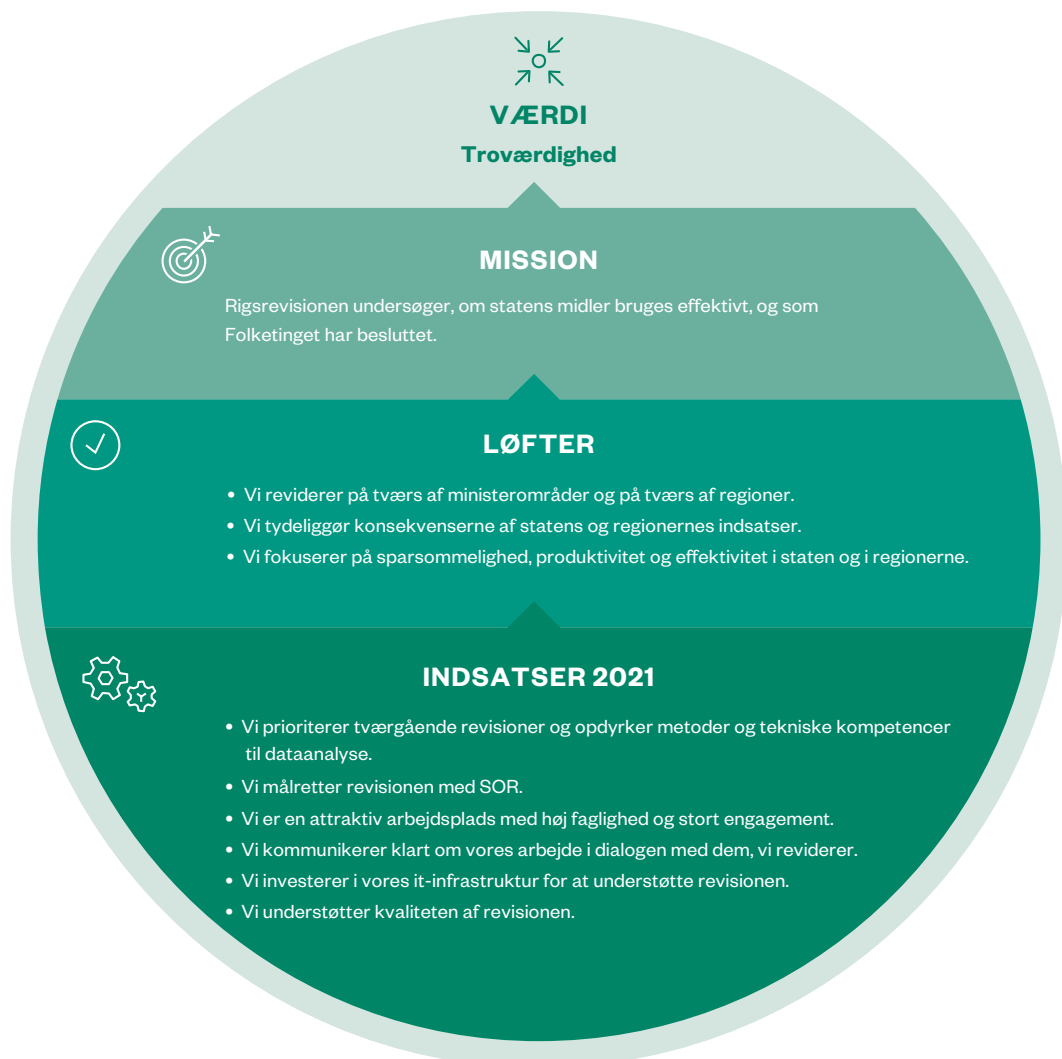 VÆRDI
Troværdighed
MISSION
Rigsrevisionen undersøger, om statens midler bruges effektivt, og som
Folketinget har besluttet.
LØFTER
• Vi reviderer på tværs af ministerområder og på tværs af regioner.
• Vi tydeliggør konsekvenserne af statens og regionernes indsatser.
• Vi fokuserer på sparsommelighed, produktivitet og effektivitet i staten og i regionerne.
INDSATSER 2021
• Vi prioriterer tværgående revisioner og opdyrker metoder og tekniske kompetencer
til dataanalyse.
• Vi målretter revisionen med SOR.
• Vi er en attraktiv arbejdsplads med høj faglighed og stort engagement.
• Vi kommunikerer klart om vores arbejde i dialogen med dem, vi reviderer.
• Vi investerer i vores it-infrastruktur for at understøtte revisionen.
• Vi understøtter kvaliteten af revisionen.